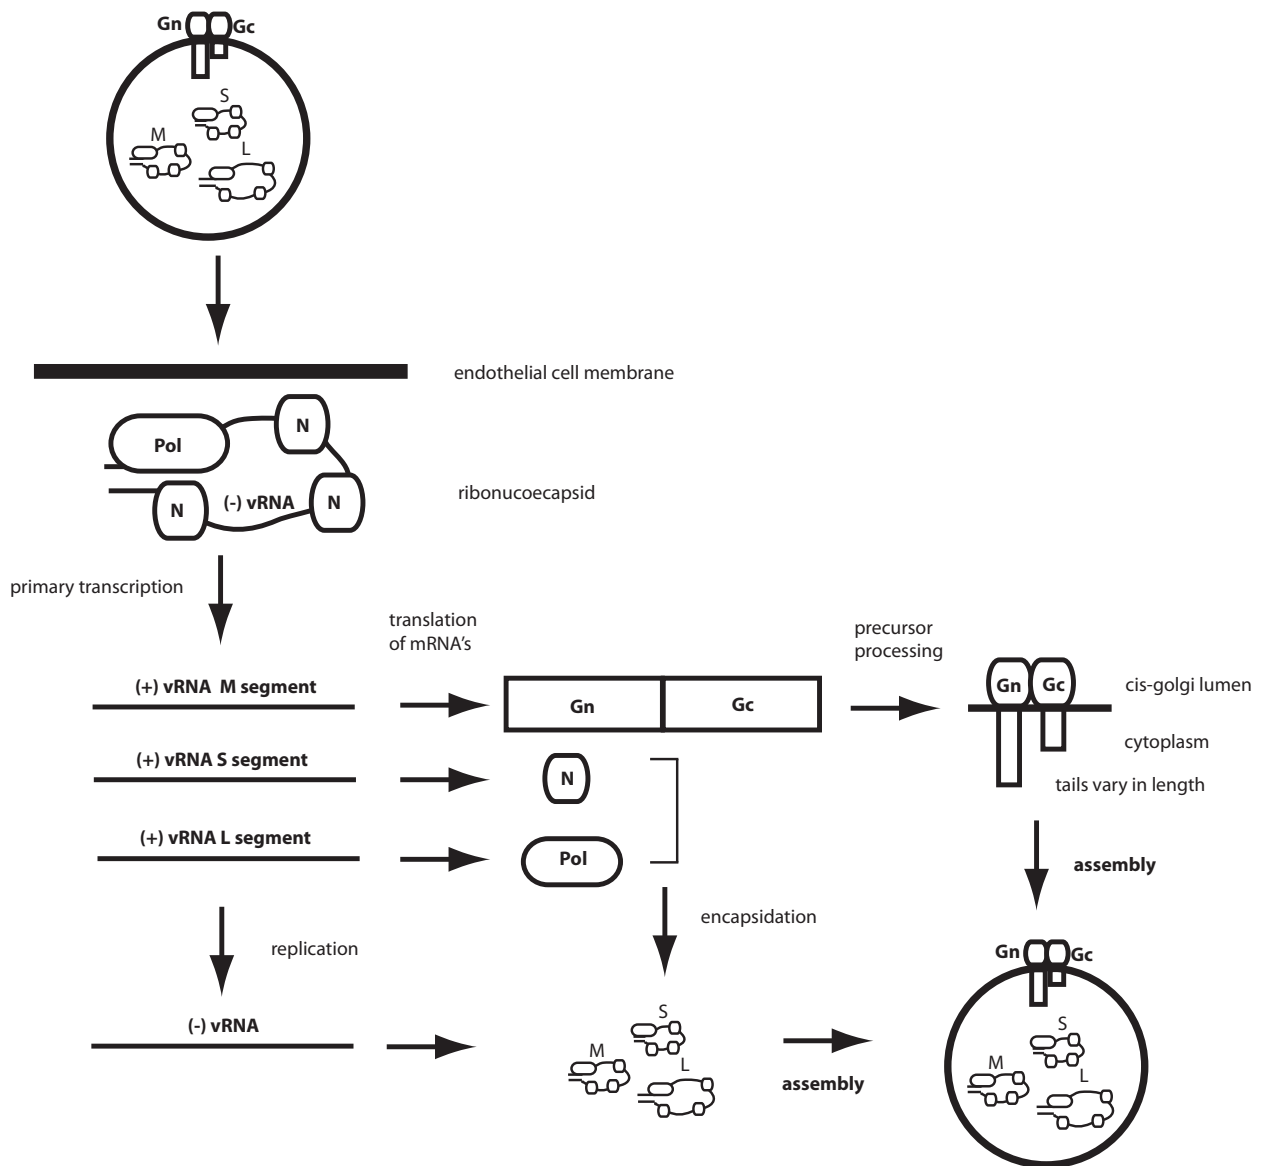 Gn
Gc
S
M
L
endothelial cell membrane
Pol
N
N
(-) vRNA
N
ribonucoecapsid
primary transcription
translation
of mRNA's
precursor
processing
(+) vRNA M segment
Gn
Gc
Gn
Gc
cis-golgi lumen
cytoplasm
tails vary in length
(+) vRNA S segment
N
(+) vRNA L segment
Pol
assembly
encapsidation
replication
Gn
Gc
(-) vRNA
S
M
L
assembly
S
M
L